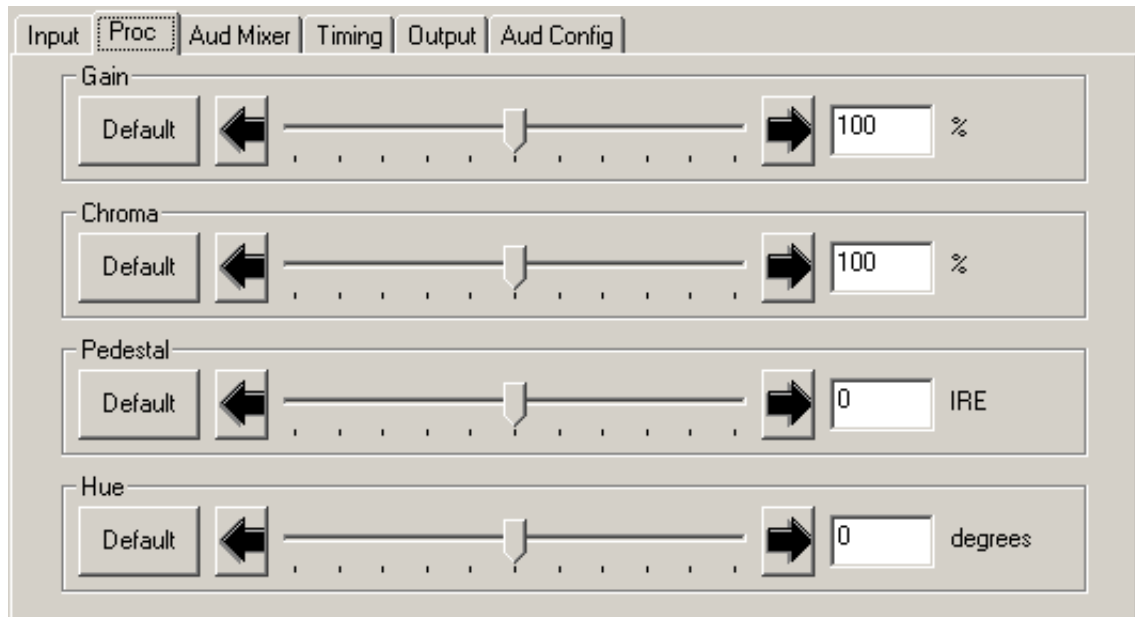 Input Proc Aud Mixer Timing Output Aud Config
Gain
Default 100 %
Chroma
Default 100 %
Pedestal
Default 0 IRE
Hue
Default 0 degrees